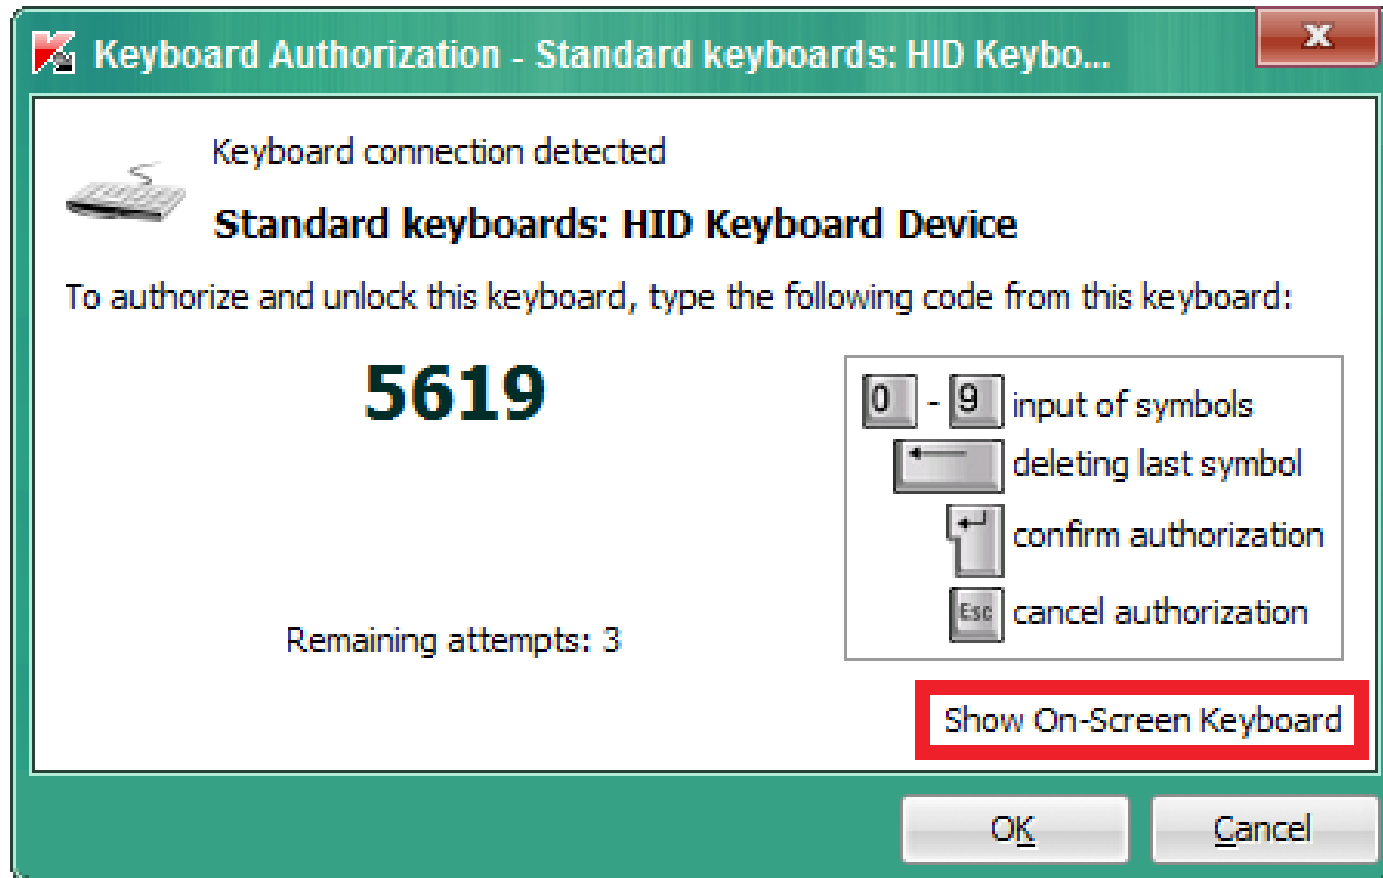 Keyboard Authorization - Standard keyboards: HID Keybo...
x
Keyboard connection detected
Standard keyboards: HID Keyboard Device
To authorize and unlock this keyboard, type the following code from this keyboard:
5619
0 - 9 input of symbols
deleting last symbol
confirm authorization
Esc cancel authorization
Remaining attempts: 3
Show On-Screen Keyboard
OK
Cancel